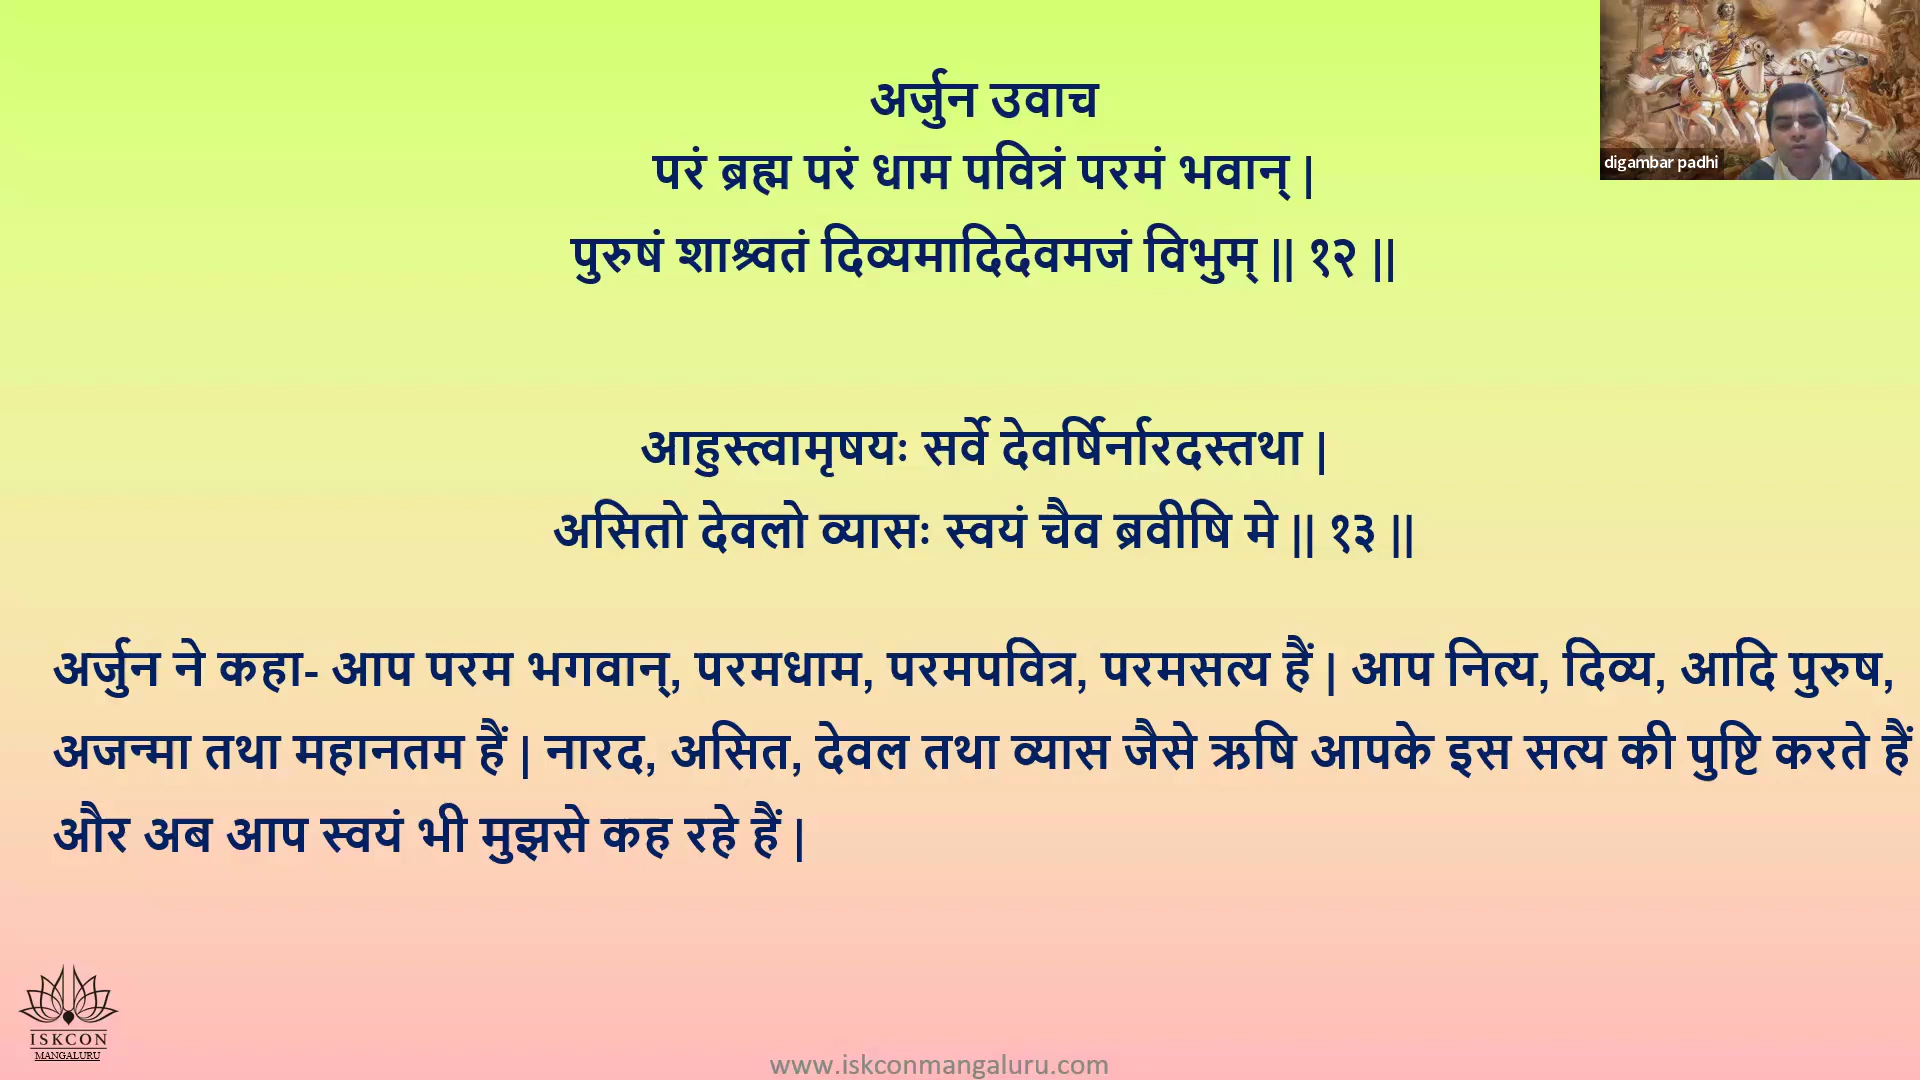 अर्जुन उवाच
परं ब्रह्म परं धाम पवित्रं परमं भवान् |
पुरुषं शाश्र्वतं दिव्यमादिदेवमजं विभुम् || १२ ||
आहुस्त्वामृषयः सर्वे देवर्षिर्नारदस्तथा |
असितो देवलो व्यासः स्वयं चैव ब्रवीषि मे || १३ ||
अर्जुन ने कहा- आप परम भगवान्, परमधाम, परमपवित्र, परमसत्य हैं | आप नित्य, दिव्य, आदि पुरुष,
अजन्मा तथा महानतम हैं | नारद, असित, देवल तथा व्यास जैसे ऋषि आपके इस सत्य की पुष्टि करते हैं
और अब आप स्वयं भी मुझसे कह रहे हैं |
digambar padhi
ISKCON
MANGALURU
www.iskconmangaluru.com